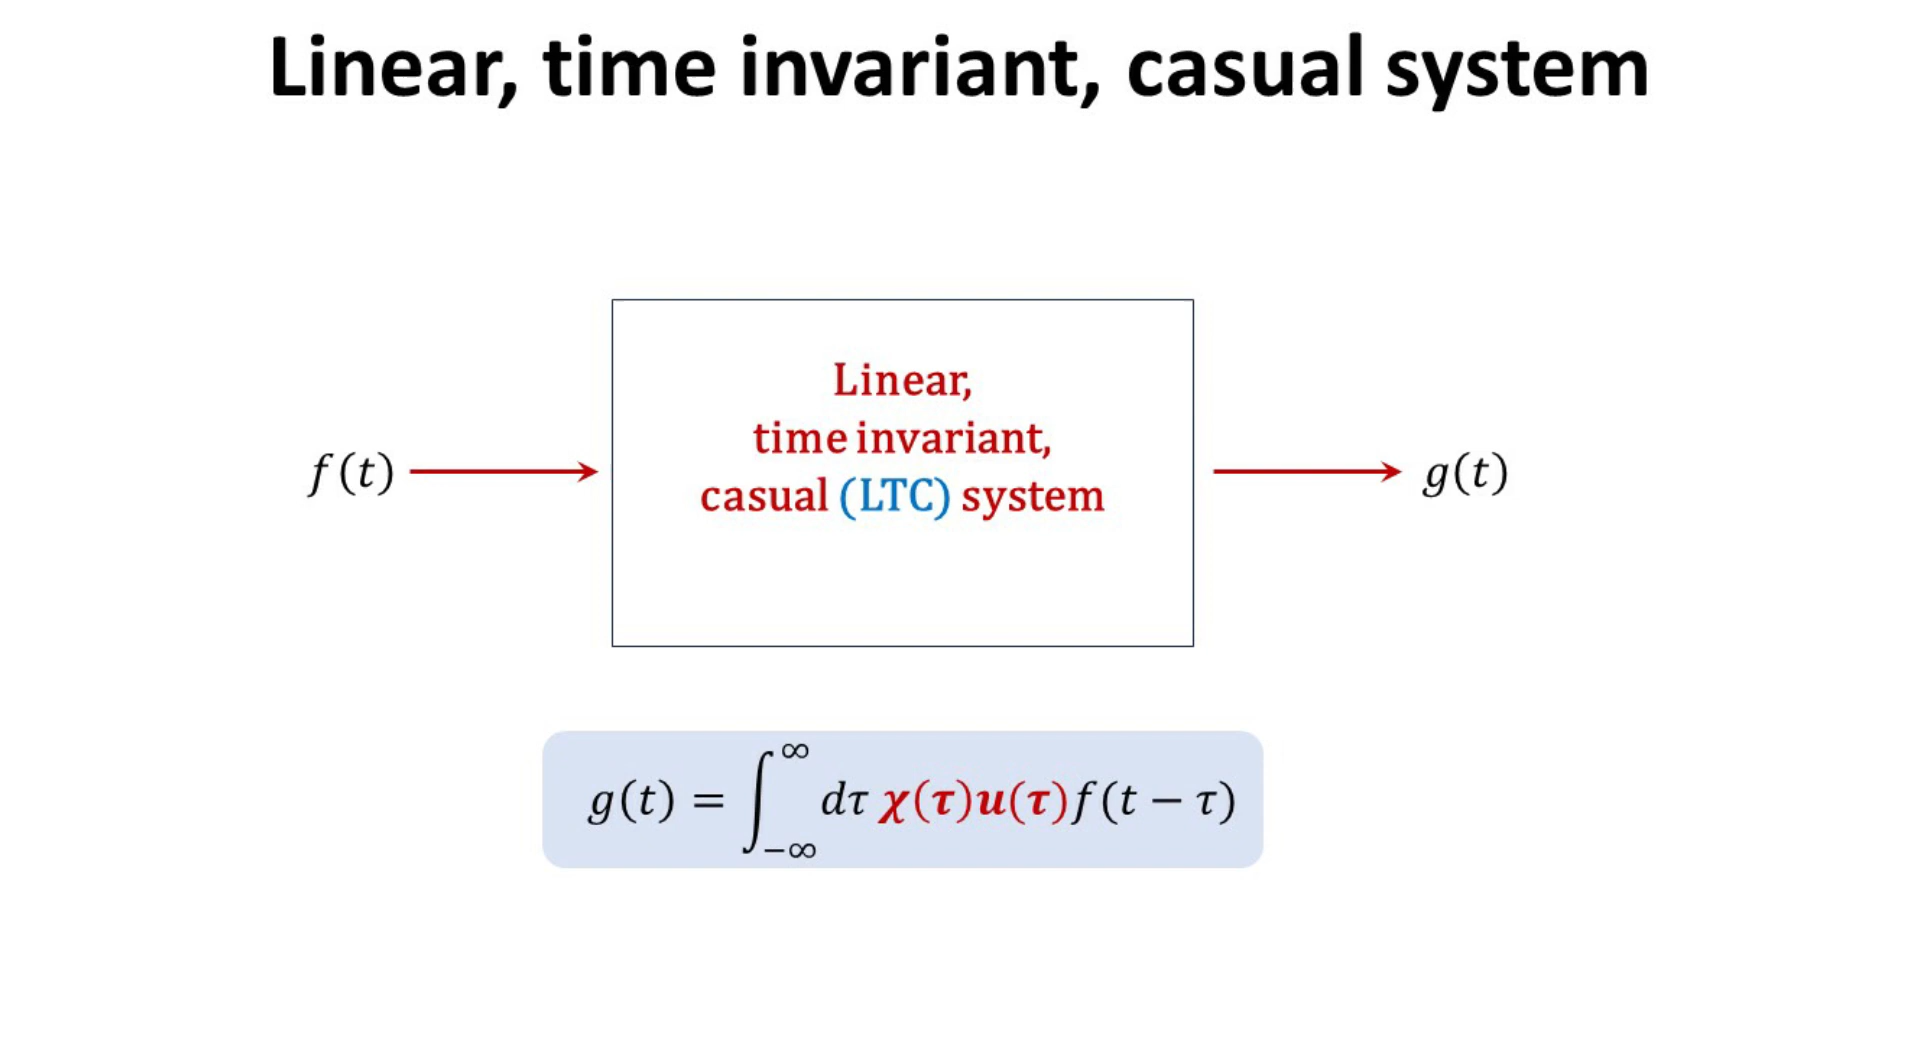 Linear, time invariant, casual system
Linear,
time invariant,
casual (LTC) system
f(t)
g(t)
g(t) = ∫_{−∞}^{∞} dτ χ(τ)u(τ)f(t − τ)